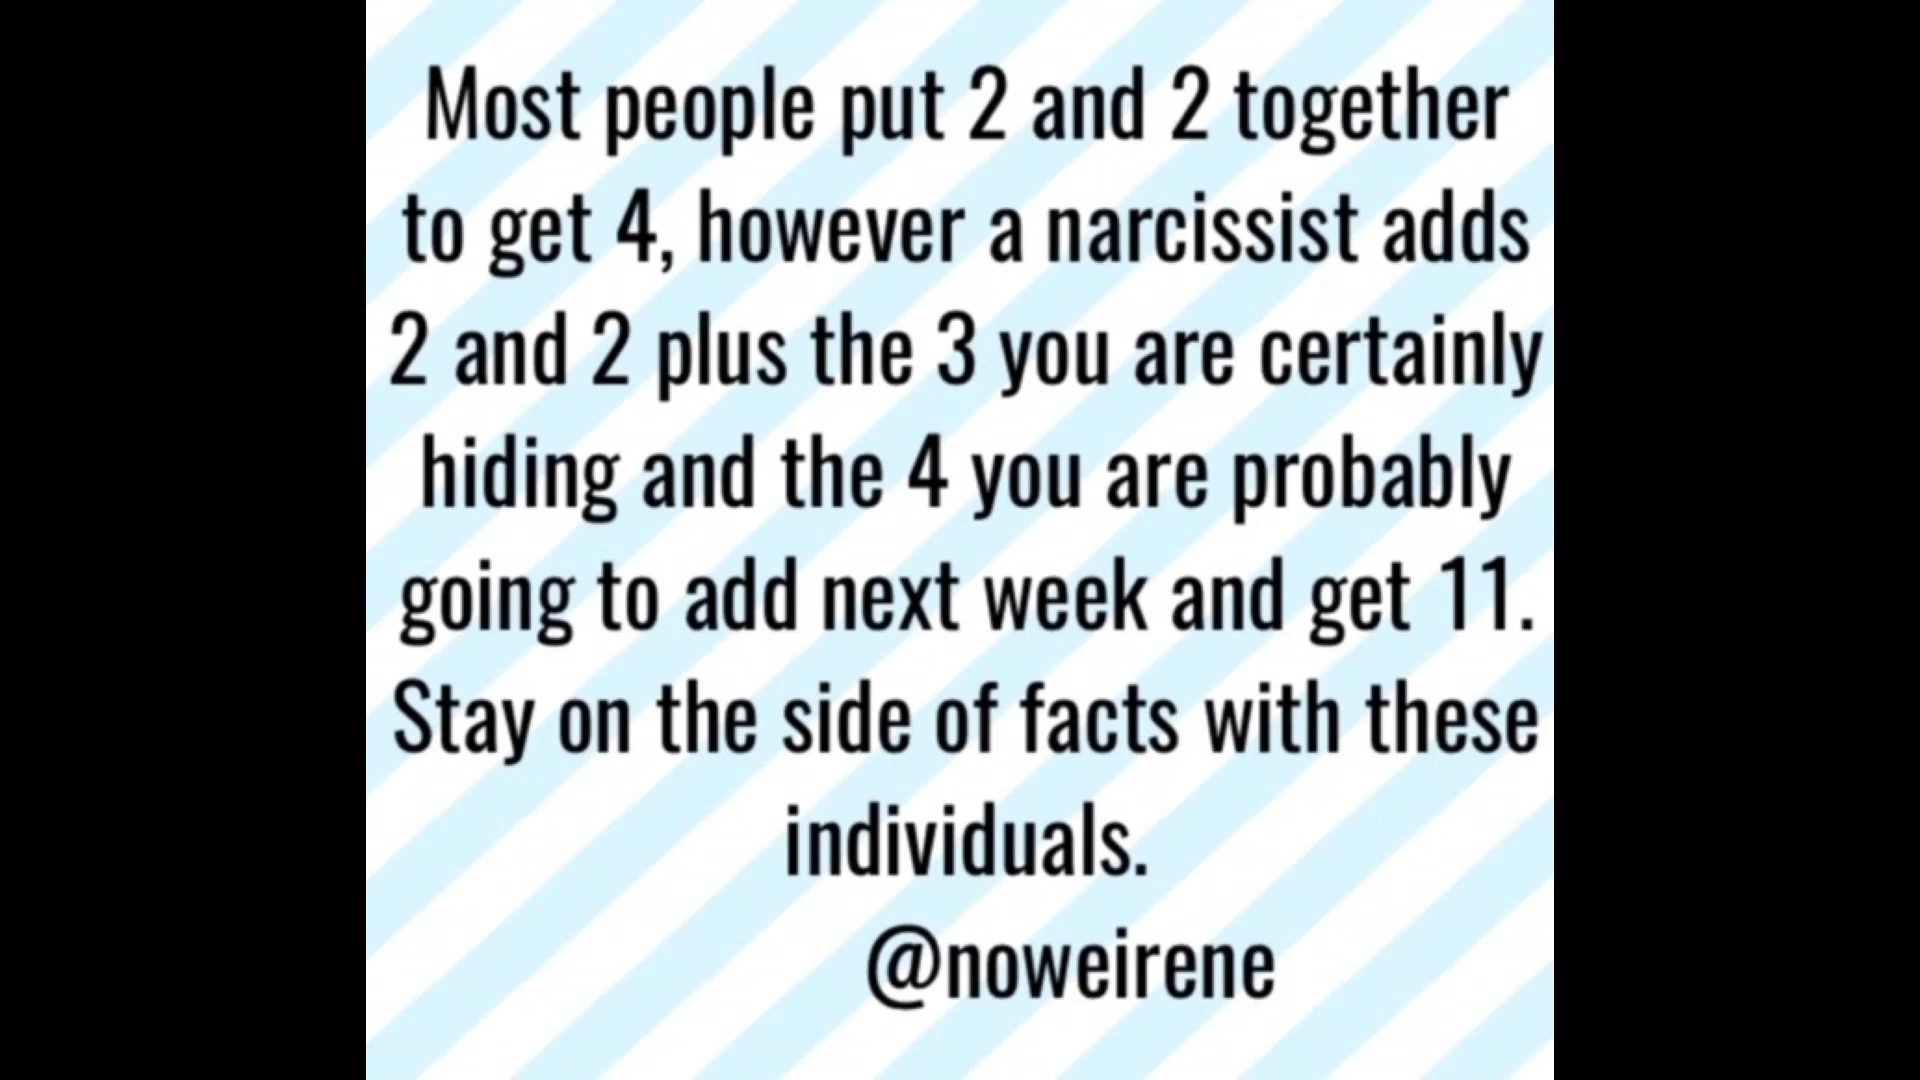 Most people put 2 and 2 together
to get 4, however a narcissist adds
2 and 2 plus the 3 you are certainly
hiding and the 4 you are probably
going to add next week and get 11.
Stay on the side of facts with these
individuals.
@noweirene